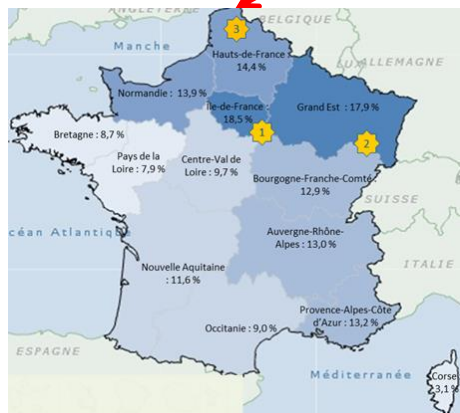 ANGLETERRE
BELGIQUE
3
Manche
Hauts-de-France :
14,4 %
LUX.
ALLEMAGNE
Normandie : 13,9 %
Île-de-France :
18,5 %
Grand Est : 17,9 %
1
2
Bretagne : 8,7 %
Pays de la
Loire : 7,9 %
Centre-Val de
Loire : 9,7 %
Bourgogne-Franche-Comté
12,9 %
SUISSE
céan Atlantique
Auvergne-Rhône-
Alpes : 13,0 %
ITALIE
Nouvelle Aquitaine
: 11,6 %
Provence-Alpes-Côte
d'Azur : 13,2 %
Occitanie : 9,0 %
ESPAGNE
Méditerranée
Corse
3,1 %